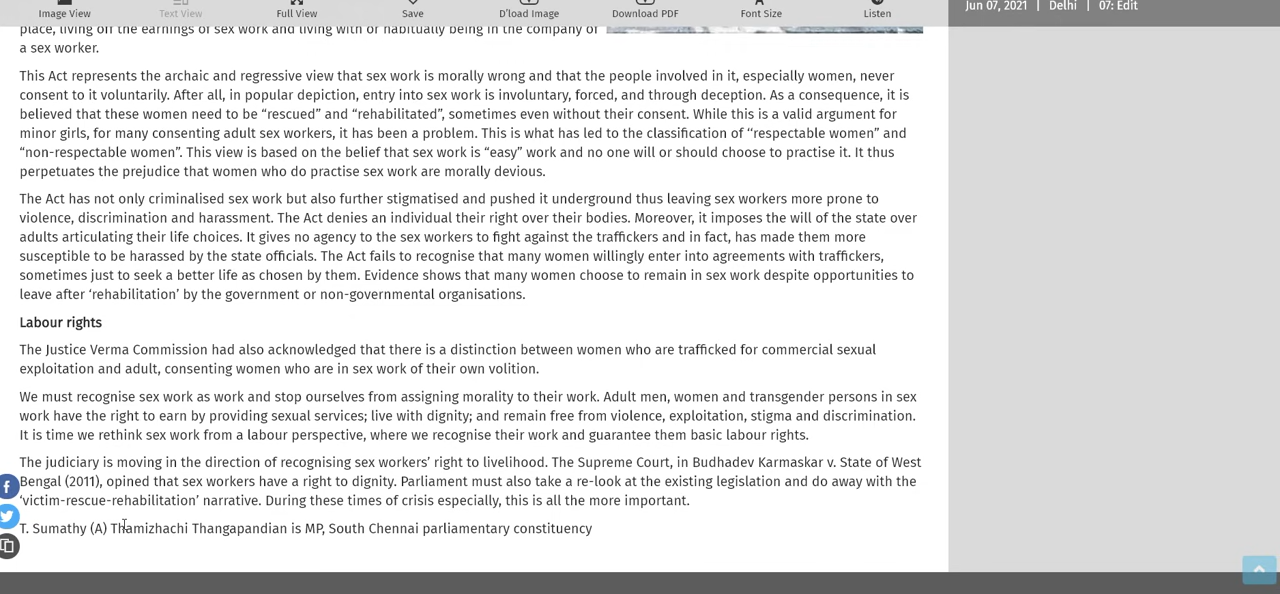 Image View
Text View
Full View
Save
D'load Image
Download PDF
Font Size
Listen
Jun 07, 2021 | Delhi | 07: Edit
place, living off the earnings of sex work and living with or habitually being in the company of
a sex worker.
This Act represents the archaic and regressive view that sex work is morally wrong and that the people involved in it, especially women, never
consent to it voluntarily. After all, in popular depiction, entry into sex work is involuntary, forced, and through deception. As a consequence, it is
believed that these women need to be “rescued” and “rehabilitated”, sometimes even without their consent. While this is a valid argument for
minor girls, for many consenting adult sex workers, it has been a problem. This is what has led to the classification of ‘‘respectable women” and
“non-respectable women”. This view is based on the belief that sex work is “easy” work and no one will or should choose to practise it. It thus
perpetuates the prejudice that women who do practise sex work are morally devious.
The Act has not only criminalised sex work but also further stigmatised and pushed it underground thus leaving sex workers more prone to
violence, discrimination and harassment. The Act denies an individual their right over their bodies. Moreover, it imposes the will of the state over
adults articulating their life choices. It gives no agency to the sex workers to fight against the traffickers and in fact, has made them more
susceptible to be harassed by the state officials. The Act fails to recognise that many women willingly enter into agreements with traffickers,
sometimes just to seek a better life as chosen by them. Evidence shows that many women choose to remain in sex work despite opportunities to
leave after ‘rehabilitation’ by the government or non-governmental organisations.
Labour rights
The Justice Verma Commission had also acknowledged that there is a distinction between women who are trafficked for commercial sexual
exploitation and adult, consenting women who are in sex work of their own volition.
We must recognise sex work as work and stop ourselves from assigning morality to their work. Adult men, women and transgender persons in sex
work have the right to earn by providing sexual services; live with dignity; and remain free from violence, exploitation, stigma and discrimination.
It is time we rethink sex work from a labour perspective, where we recognise their work and guarantee them basic labour rights.
The judiciary is moving in the direction of recognising sex workers’ right to livelihood. The Supreme Court, in Budhadev Karmaskar v. State of West
Bengal (2011), opined that sex workers have a right to dignity. Parliament must also take a re-look at the existing legislation and do away with the
‘victim-rescue-rehabilitation’ narrative. During these times of crisis especially, this is all the more important.
T. Sumathy (A) Thamizhachi Thangapandian is MP, South Chennai parliamentary constituency